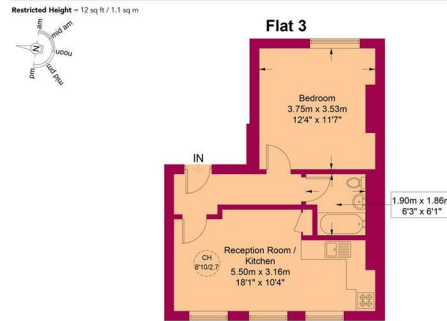 Restricted Height = 12 sq ft / 1.1 sq m
am
mid am
noon
mid pm
pm
N
Flat 3
Bedroom
3.75m x 3.53m
12'4" x 11'7"
IN
1.90m x 1.86m
6'3" x 6'1"
Reception Room /
Kitchen
5.50m x 3.16m
18'1" x 10'4"
CH
8'10/2.7